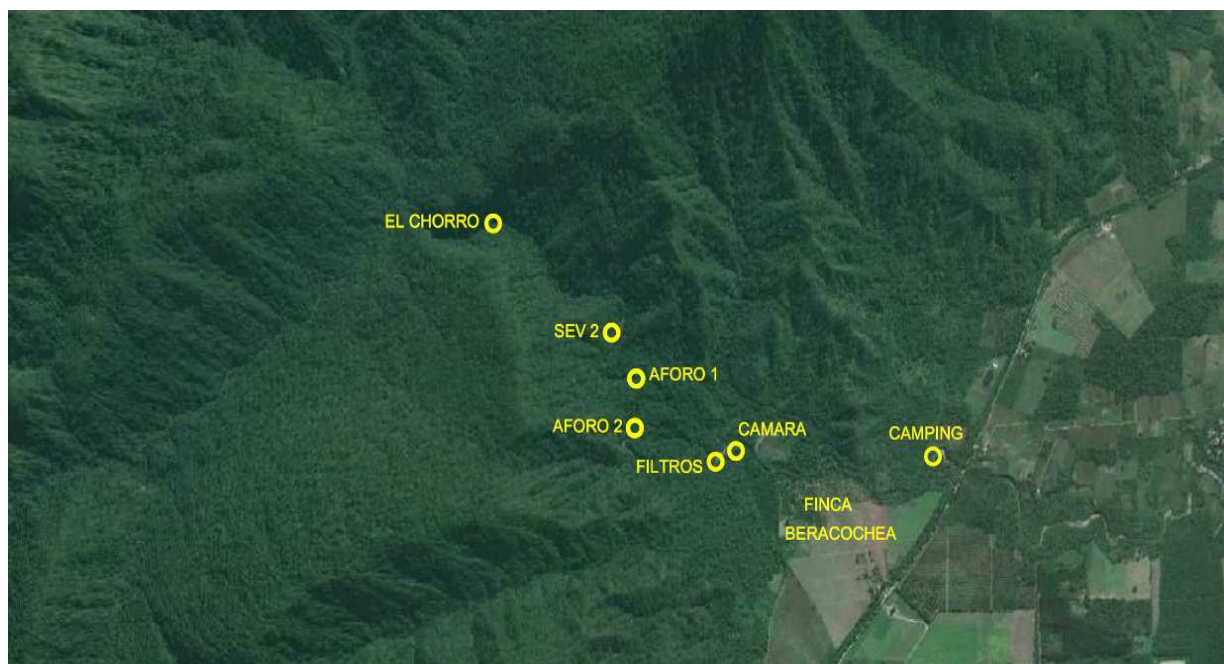 EL CHORRO
SEV 2
AFORO 1
AFORO 2
CAMARA
CAMPING
FILTROS
FINCA
BERACOCHEA